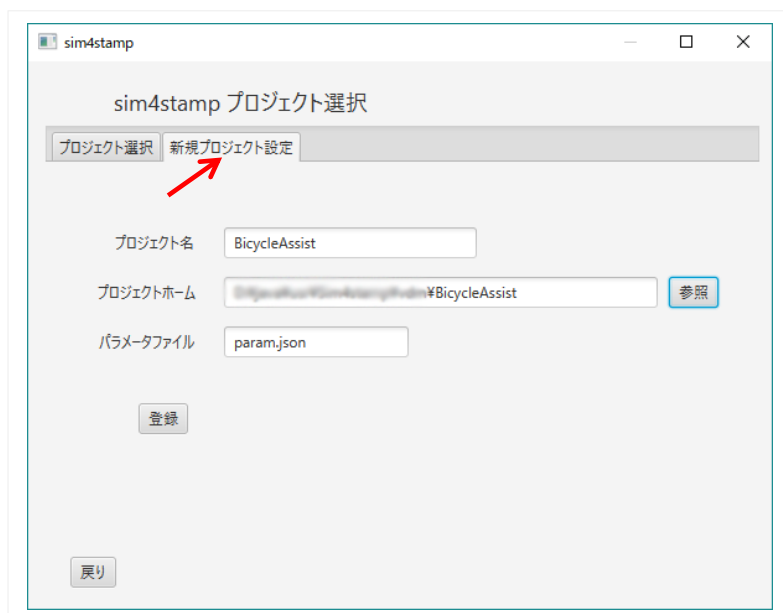 sim4stamp
sim4stamp プロジェクト選択
プロジェクト選択 新規プロジェクト設定
プロジェクト名 BicycleAssist
プロジェクトホーム ¥BicycleAssist 参照
パラメータファイル param.json
登録
戻り